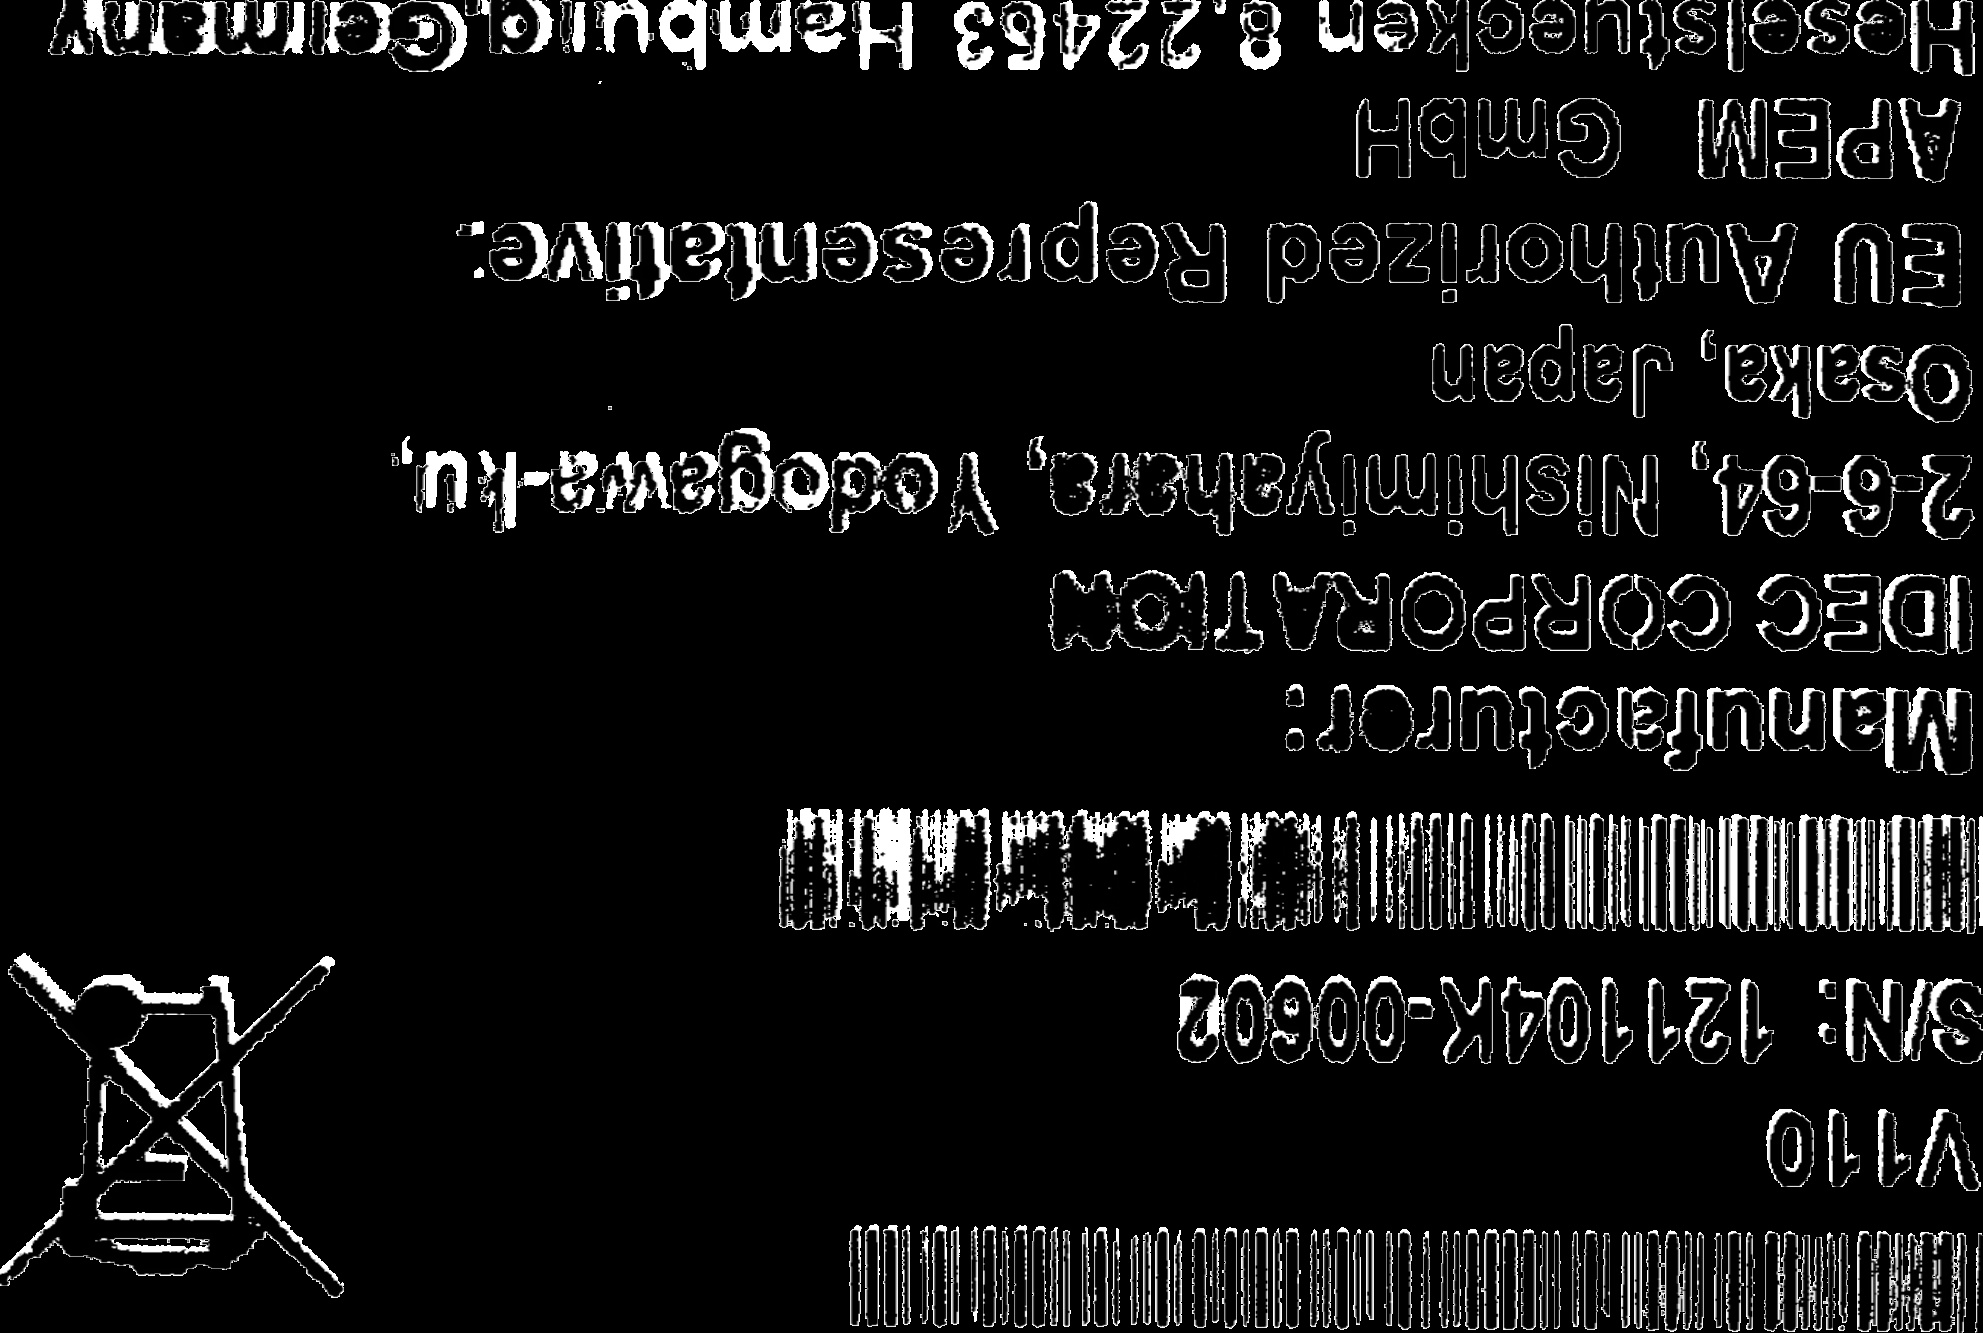 V110
S/N: 121104K-00602
Manufacturer:
IDEC CORPORATION
2-6-64, Nishimiyahara, Yodogawa-ku,
Osaka, Japan
EU Authorized Representative:
APEM GmbH
Heselstuecken 8,22453 Hamburg,Germany